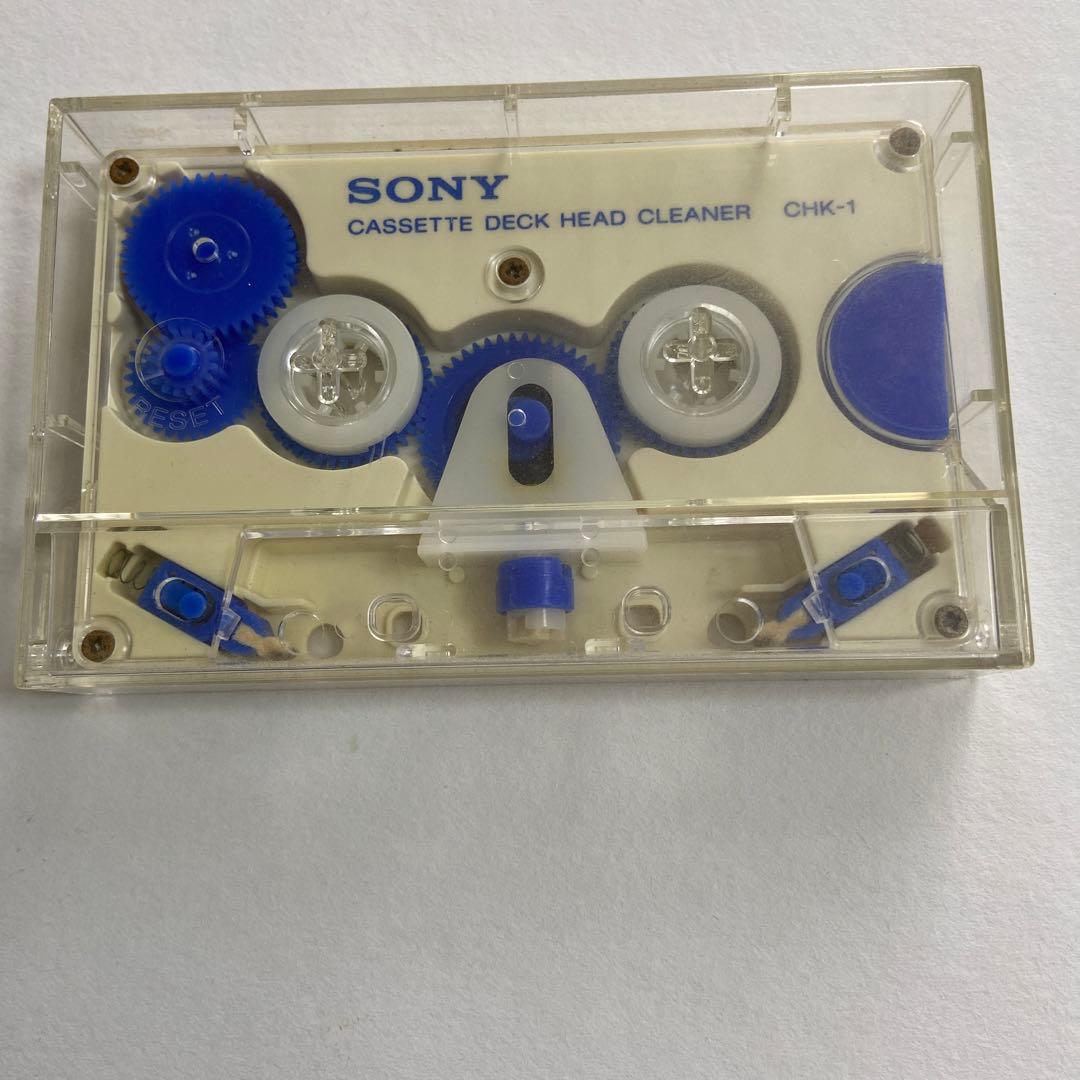 SONY
CASSETTE DECK HEAD CLEANER CHK-1
RESET